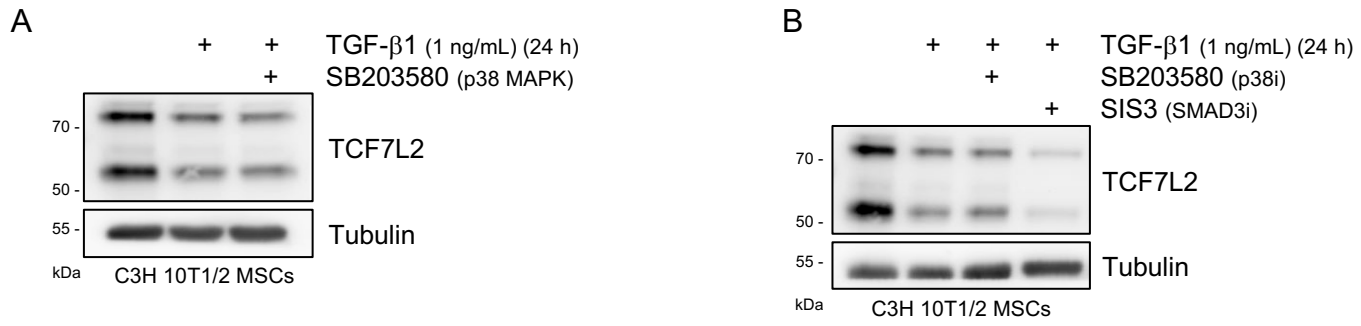 A
+ + TGF-β1 (1 ng/mL) (24 h)
+ SB203580 (p38 MAPK)
70 -
TCF7L2
50 -
55 -
Tubulin
kDa
C3H 10T1/2 MSCs
B
+ + + TGF-β1 (1 ng/mL) (24 h)
+ SB203580 (p38i)
+ SIS3 (SMAD3i)
70 -
TCF7L2
50 -
55 -
Tubulin
kDa
C3H 10T1/2 MSCs